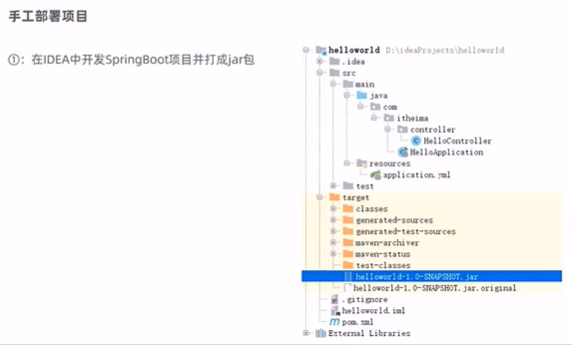 手工部署项目
①：在IDEA中开发SpringBoot项目并打成jar包
helloworld D:\ideaProjects\helloworld
.idea
src
main
java
com
itheima
controller
HelloController
HelloApplication
resources
application.yml
test
target
classes
generated-sources
generated-test-sources
maven-archiver
maven-status
test-classes
helloworld-1.0-SNAPSHOT.jar
helloworld-1.0-SNAPSHOT.jar.original
.gitignore
helloworld.iml
pom.xml
External Libraries